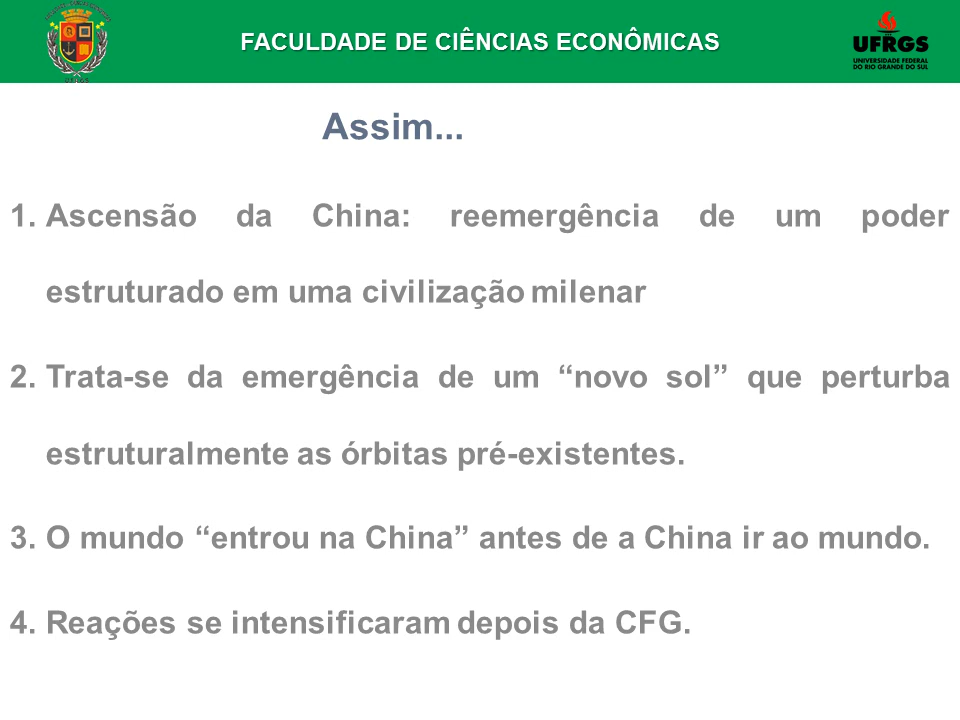 FACULDADE DE CIÊNCIAS ECONÔMICAS
UFRGS
UFRGS
UNIVERSIDADE FEDERAL
DO RIO GRANDE DO SUL
Assim...
1. Ascensão da China: reemergência de um poder
estruturado em uma civilização milenar
2. Trata-se da emergência de um “novo sol” que perturba
estruturalmente as órbitas pré-existentes.
3. O mundo “entrou na China” antes de a China ir ao mundo.
4. Reações se intensificaram depois da CFG.